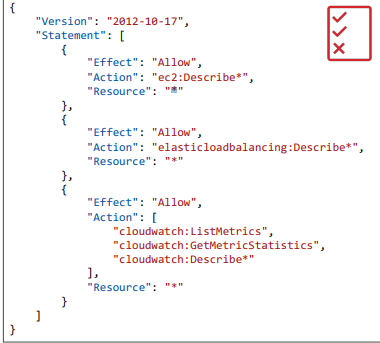 {
    "Version": "2012-10-17",
    "Statement": [
        {
            "Effect": "Allow",
            "Action": "ec2:Describe*",
            "Resource": "*"
        },
        {
            "Effect": "Allow",
            "Action": "elasticloadbalancing:Describe*",
            "Resource": "*"
        },
        {
            "Effect": "Allow",
            "Action": [
                "cloudwatch:ListMetrics",
                "cloudwatch:GetMetricStatistics",
                "cloudwatch:Describe*"
            ],
            "Resource": "*"
        }
    ]
}